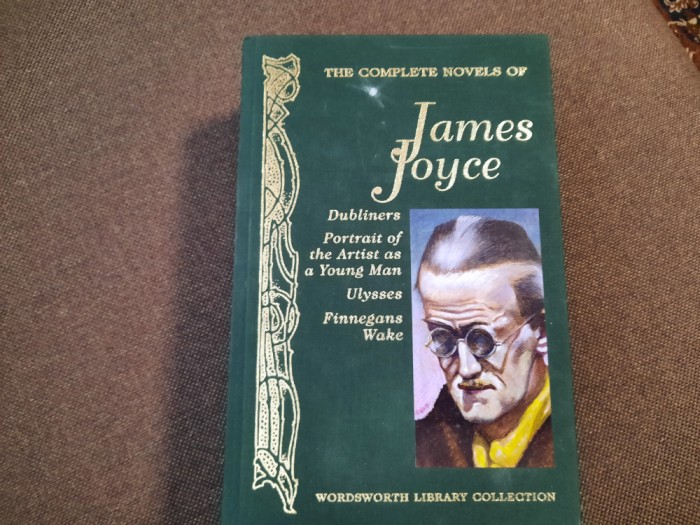 THE COMPLETE NOVELS OF
James
Joyce
Dubliners
Portrait of
the Artist as
a Young Man
Ulysses
Finnegans
Wake
WORDSWORTH LIBRARY COLLECTION